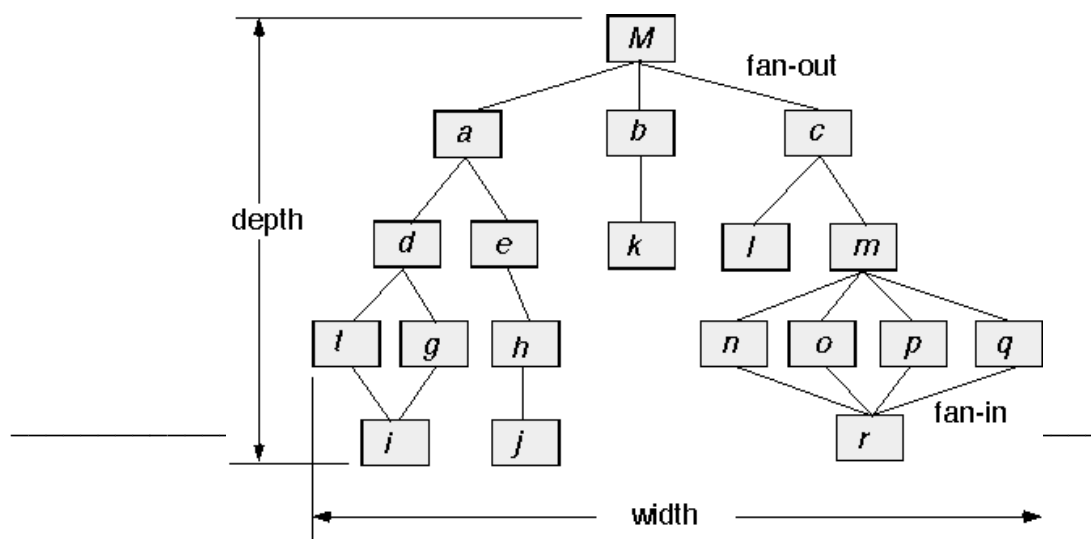 M
fan-out
a b c
depth
d e k l m
t g h n o p q
fan-in
i j r
width